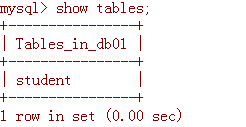 mysql> show tables;
+----------------+
| Tables_in_db01 |
+----------------+
| student        |
+----------------+
1 row in set (0.00 sec)